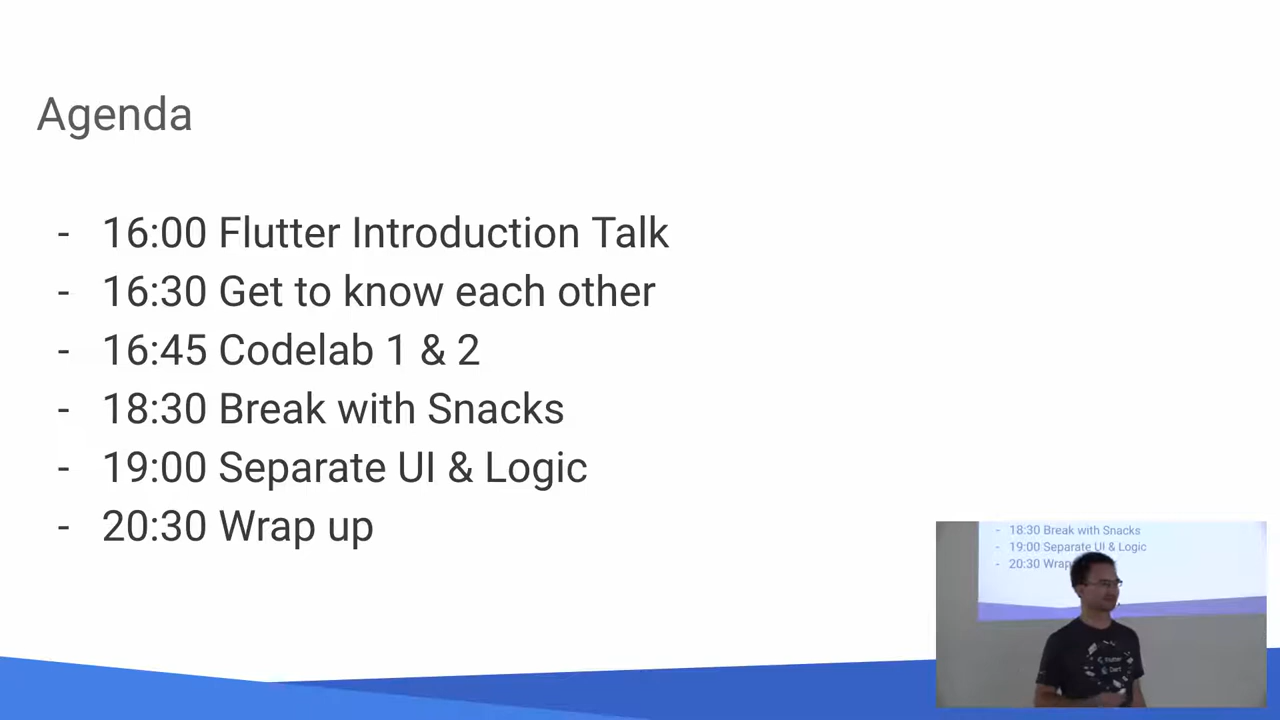 Agenda
- 16:00 Flutter Introduction Talk
- 16:30 Get to know each other
- 16:45 Codelab 1 & 2
- 18:30 Break with Snacks
- 19:00 Separate UI & Logic
- 20:30 Wrap up
- 18:30 Break with Snacks
- 19:00 Separate UI & Logic
- 20:30 Wrap
Flutter
Dart